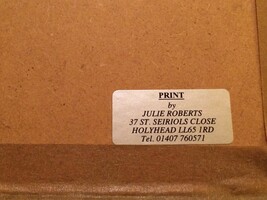 PRINT
by
JULIE ROBERTS
37 ST. SEIRIOLS CLOSE
HOLYHEAD LL65 1RD
Tel. 01407 760571